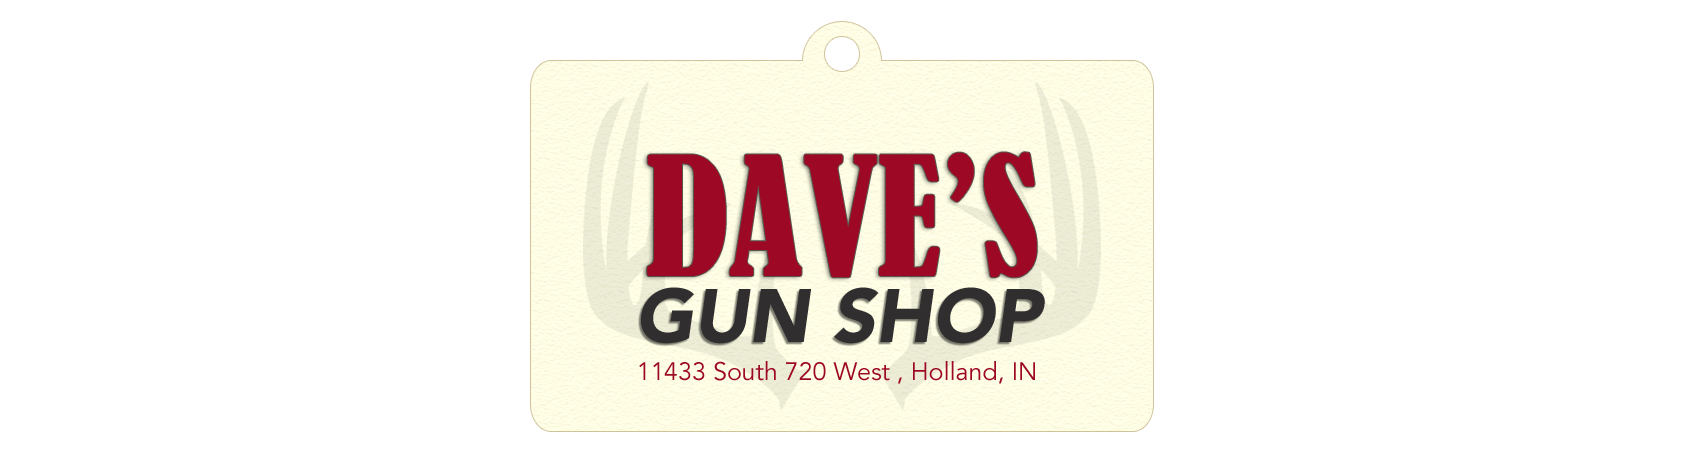 DAVE'S
GUN SHOP
11433 South 720 West , Holland, IN